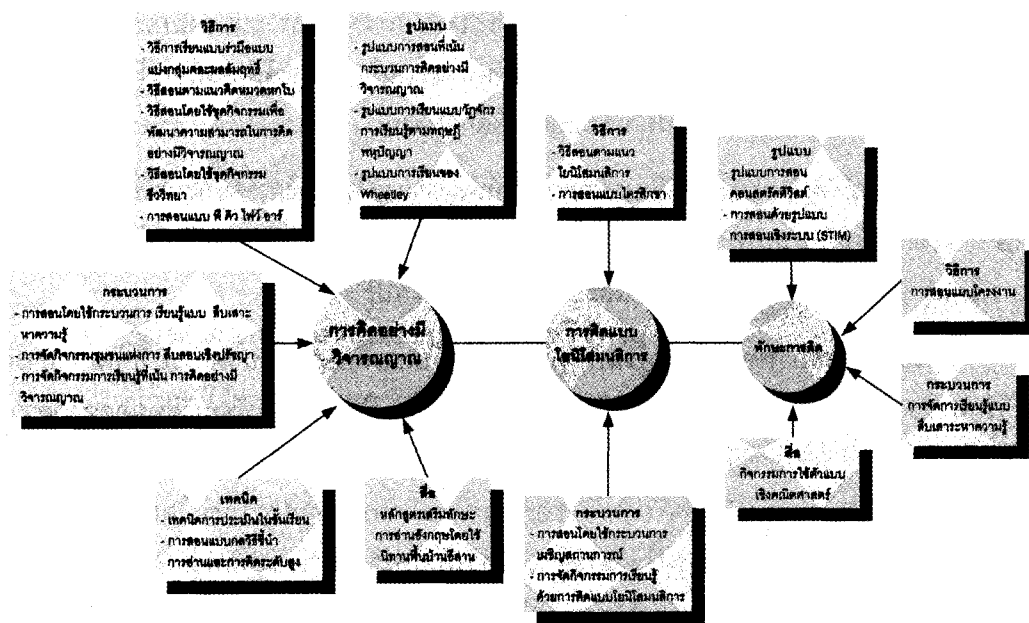 วิธีการ
- วิธีการเรียนแบบร่วมมือแบบ
แบ่งกลุ่มคละผลสัมฤทธิ์
- วิธีสอนตามแนวคิดหมวดหกใบ
- วิธีสอนโดยใช้ชุดกิจกรรมเพื่อ
พัฒนาความสามารถในการคิด
อย่างมีวิจารณญาณ
- วิธีสอนโดยใช้ชุดกิจกรรม
ชีววิทยา
- การสอนแบบ พี คิว ไฟว์ อาร์
รูปแบบ
- รูปแบบการสอนที่เน้น
กระบวนการคิดอย่างมี
วิจารณญาณ
- รูปแบบการเรียนแบบวัฏจักร
การเรียนรู้ตามทฤษฎี
พหุปัญญา
- รูปแบบการเรียนของ
Wheatley
วิธีการ
- วิธีสอนตามแนว
โยนิโสมนสิการ
- การสอนแบบไตรสิกขา
รูปแบบ
- รูปแบบการสอน
คอนสตรัคติวิสต์
- การสอนด้วยรูปแบบ
การสอนเชิงระบบ (STIM)
วิธีการ
การสอนแบบโครงงาน
กระบวนการ
- การสอนโดยใช้กระบวนการ เรียนรู้แบบ สืบเสาะ
หาความรู้
- การจัดกิจกรรมชุมชนแห่งการ สืบสอบเชิงปรัชญา
- การจัดกิจกรรมการเรียนรู้ที่เน้น การคิดอย่างมี
วิจารณญาณ
การคิดอย่างมี
วิจารณญาณ
การคิดแบบ
โยนิโสมนสิการ
ทักษะการคิด
กระบวนการ
การจัดการเรียนรู้แบบ
สืบเสาะหาความรู้
เทคนิค
- เทคนิคการประเมินในชั้นเรียน
- การสอนแบบกลวิธีชี้นำ
การอ่านและการคิดระดับสูง
สื่อ
หลักสูตรเสริมทักษะ
การอ่านอังกฤษโดยใช้
นิทานพื้นบ้านอีสาน
กระบวนการ
- การสอนโดยใช้กระบวนการ
เผชิญสถานการณ์
- การจัดกิจกรรมการเรียนรู้
ด้วยการคิดแบบโยนิโสมนสิการ
สื่อ
กิจกรรมการใช้ตัวแบบ
เชิงคณิตศาสตร์